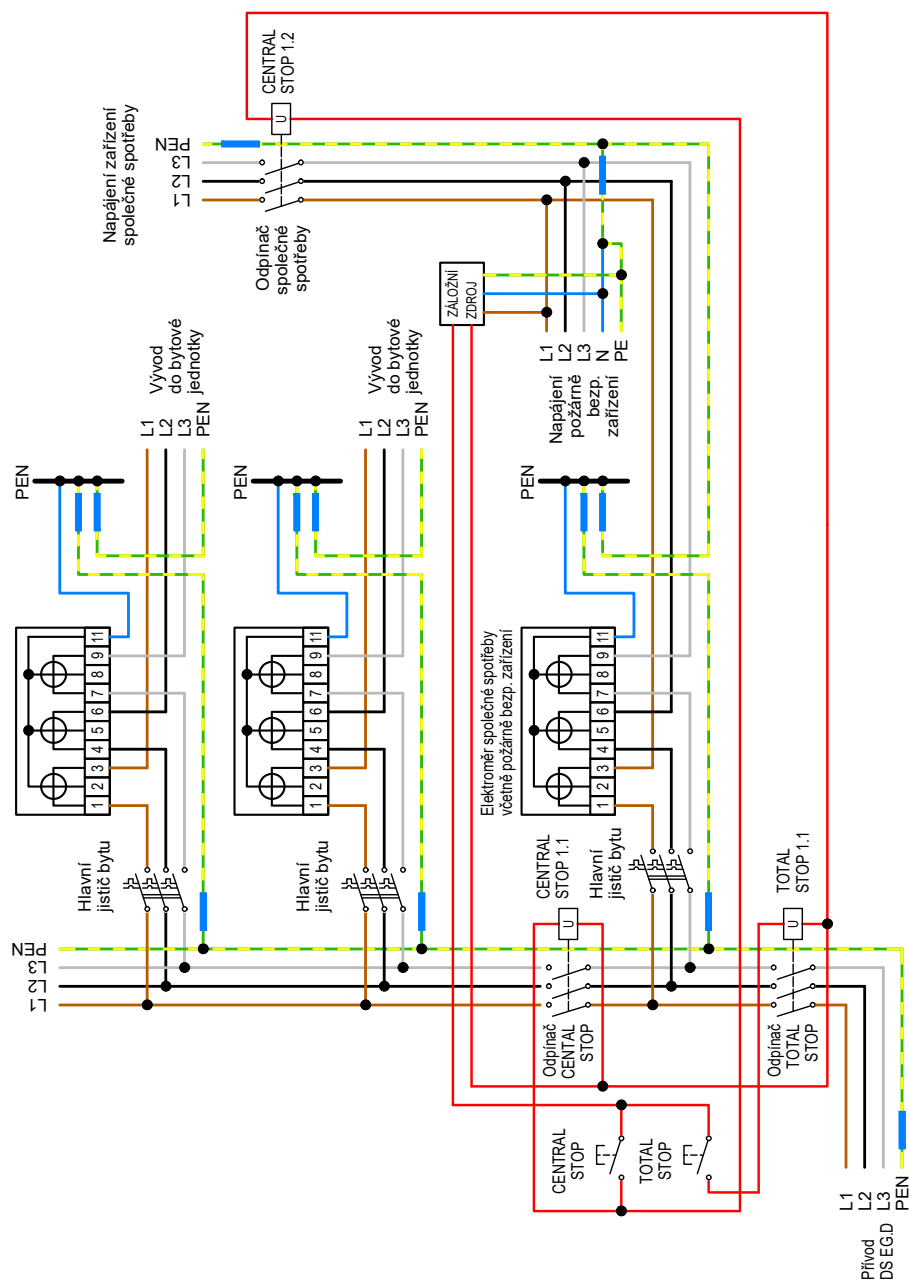 CENTRAL
STOP 1.2
U
Napájení zařízení
společné spotřeby
PEN
L3
L2
L1
Odpínač
společné
spotřeby
ZÁLOŽNÍ
ZDROJ
L1
L2
L3
N
PE
Napájení
požárně
bezp.
zařízení
Vývod
do bytové
jednotky
L1
L2
L3
PEN
PEN
1 2 3 4 5 6 7 8 9 11
Hlavní
jistič bytu
Vývod
do bytové
jednotky
L1
L2
L3
PEN
PEN
1 2 3 4 5 6 7 8 9 11
Hlavní
jistič bytu
PEN
Elektroměr společné spotřeby
včetně požárně bezp. zařízení
1 2 3 4 5 6 7 8 9 11
Hlavní
jistič bytu
CENTRAL
STOP 1.1
U
TOTAL
STOP 1.1
U
PEN
L3
L2
L1
Odpínač
CENTAL
STOP
Odpínač
TOTAL
STOP
CENTRAL
STOP
TOTAL
STOP
L1
L2
L3
PEN
Přívod
DS EG.D